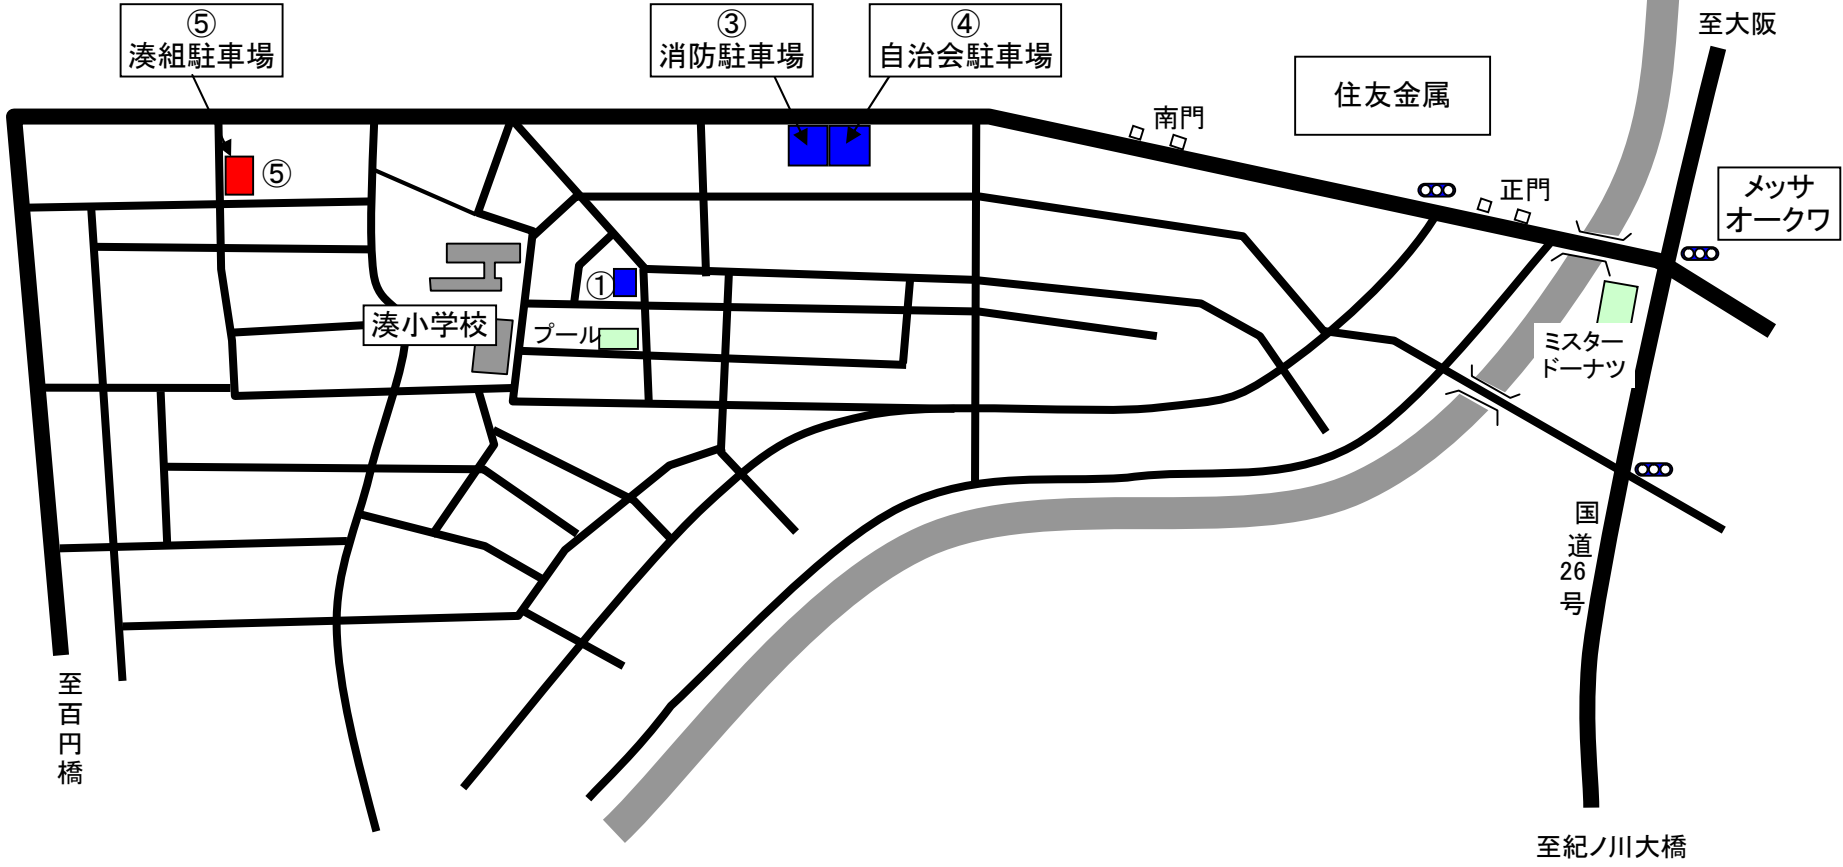 ⑤
湊組駐車場
③
消防駐車場
④
自治会駐車場
至大阪
住友金属
南門
正門
メッサ
オークワ
⑤
①
湊小学校
プール
ミスター
ドーナツ
国
道
26
号
至
百
円
橋
至紀ノ川大橋